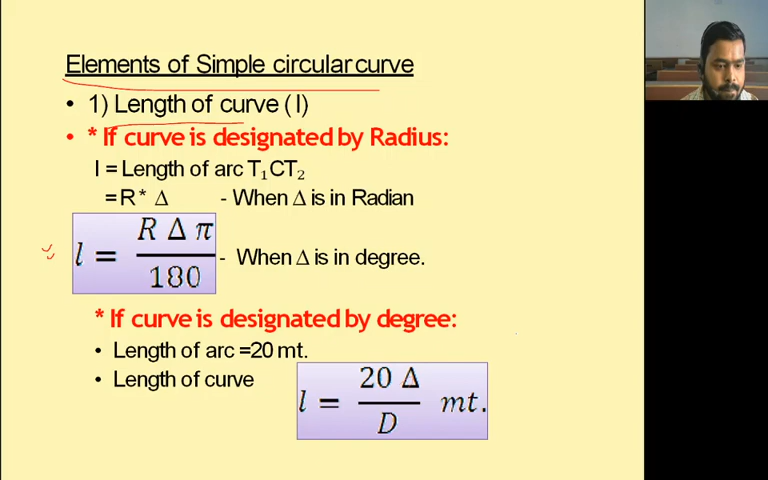 Elements of Simple circular curve
• 1) Length of curve ( l)
• * If curve is designated by Radius:
l = Length of arc T₁CT₂
= R* Δ - When Δ is in Radian
l = R Δ π / 180 - When Δ is in degree.
* If curve is designated by degree:
• Length of arc =20 mt.
• Length of curve l = 20 Δ / D mt.